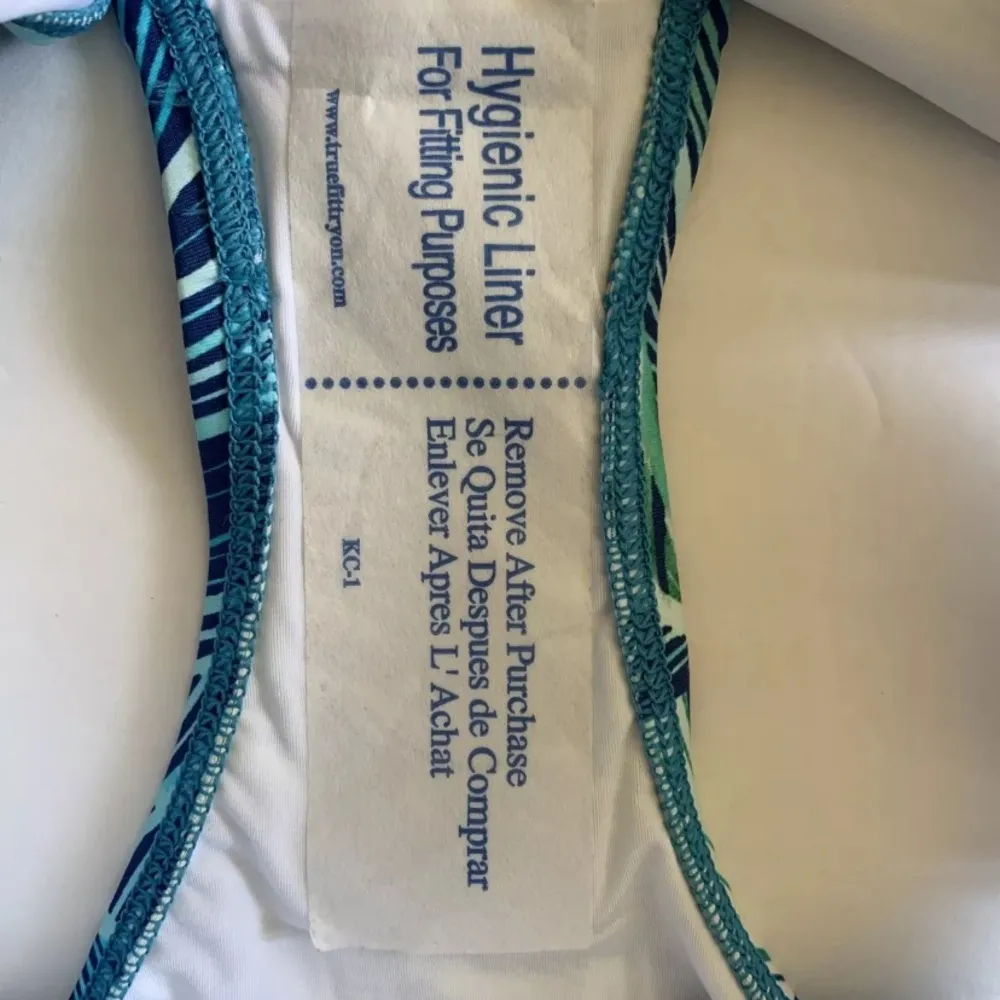 Hygienic Liner
For Fitting Purposes
www.truefittryon.com
Remove After Purchase
Se Quita Despues de Comprar
Enlever Apres L' Achat
KC-1